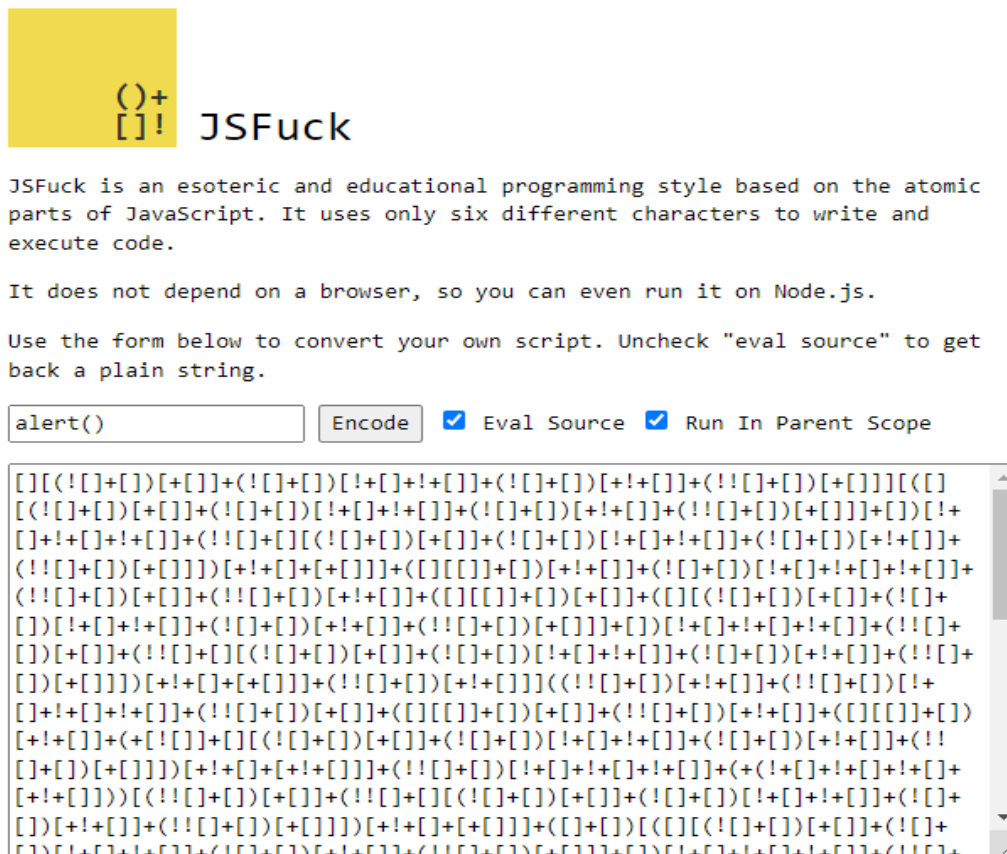 ()+
[]! JSFuck
JSFuck is an esoteric and educational programming style based on the atomic
parts of JavaScript. It uses only six different characters to write and
execute code.
It does not depend on a browser, so you can even run it on Node.js.
Use the form below to convert your own script. Uncheck "eval source" to get
back a plain string.
alert() Encode Eval Source Run In Parent Scope
[][(![]+[])[+[]]+(![]+[])[!+[]+!+[]]+(![]+[])[+!+[]]+(!![]+[])[+[]]][([]
[(![]+[])[+[]]+(![]+[])[!+[]+!+[]]+(![]+[])[+!+[]]+(!![]+[])[+[]]]+[])[!+
[]+!+[]+!+[]]+(!![]+[][(![]+[])[+[]]+(![]+[])[!+[]+!+[]]+(![]+[])[+!+[]]+
(!![]+[])[+[]]])[+!+[]+[+[]]]+([][[]]+[])[+!+[]]+(![]+[])[!+[]+!+[]+!+[]]+
(!![]+[])[+[]]+(!![]+[])[+!+[]]+([][[]]+[])[+[]]+([][(![]+[])[+[]]+(![]+
[])[!+[]+!+[]]+(![]+[])[+!+[]]+(!![]+[])[+[]]]+[])[!+[]+!+[]+!+[]]+(!![]+
[])[+[]]+(!![]+[][(![]+[])[+[]]+(![]+[])[!+[]+!+[]]+(![]+[])[+!+[]]+(!![]+
[])[+[]]])[+!+[]+[+[]]]+(!![]+[])[+!+[]]]((!![]+[])[+!+[]]+(!![]+[])[!+
[]+!+[]+!+[]]+(!![]+[])[+[]]+([][[]]+[])[+[]]+(!![]+[])[+!+[]]+([][[]]+[])
[+!+[]]+(+[![]]+[][(![]+[])[+[]]+(![]+[])[!+[]+!+[]]+(![]+[])[+!+[]]+(!!
[]+[])[+[]]])[+!+[]+[+!+[]]]+(!![]+[])[!+[]+!+[]+!+[]]+(+(!+[]+!+[]+!+[]+
[+!+[]]))[(!![]+[])[+[]]+(!![]+[][(![]+[])[+[]]+(![]+[])[!+[]+!+[]]+(![]+
[])[+!+[]]+(!![]+[])[+[]]])[+!+[]+[+[]]]+([]+[])[([][(![]+[])[+[]]+(![]+